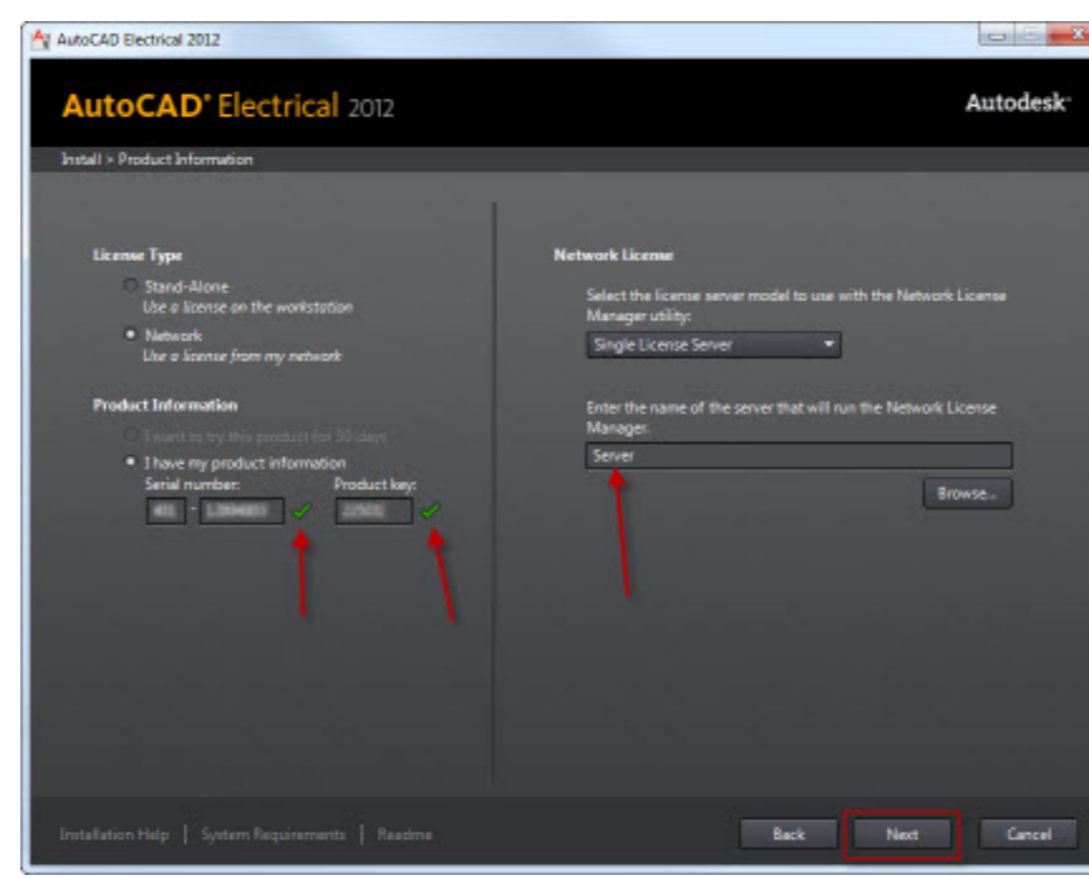 AutoCAD Electrical 2012
AutoCAD® Electrical 2012
Autodesk™
Install > Product Information
License Type
Stand-Alone
Use a license on the workstation
Network
Use a license from my network
Product Information
I want to try this product for 30 days
I have my product information
Serial number: Product key:
-
Network License
Select the license server model to use with the Network License
Manager utility:
Single License Server
Enter the name of the server that will run the Network License
Manager.
Server
Browse...
Installation Help | System Requirements | Readme
Back Next Cancel